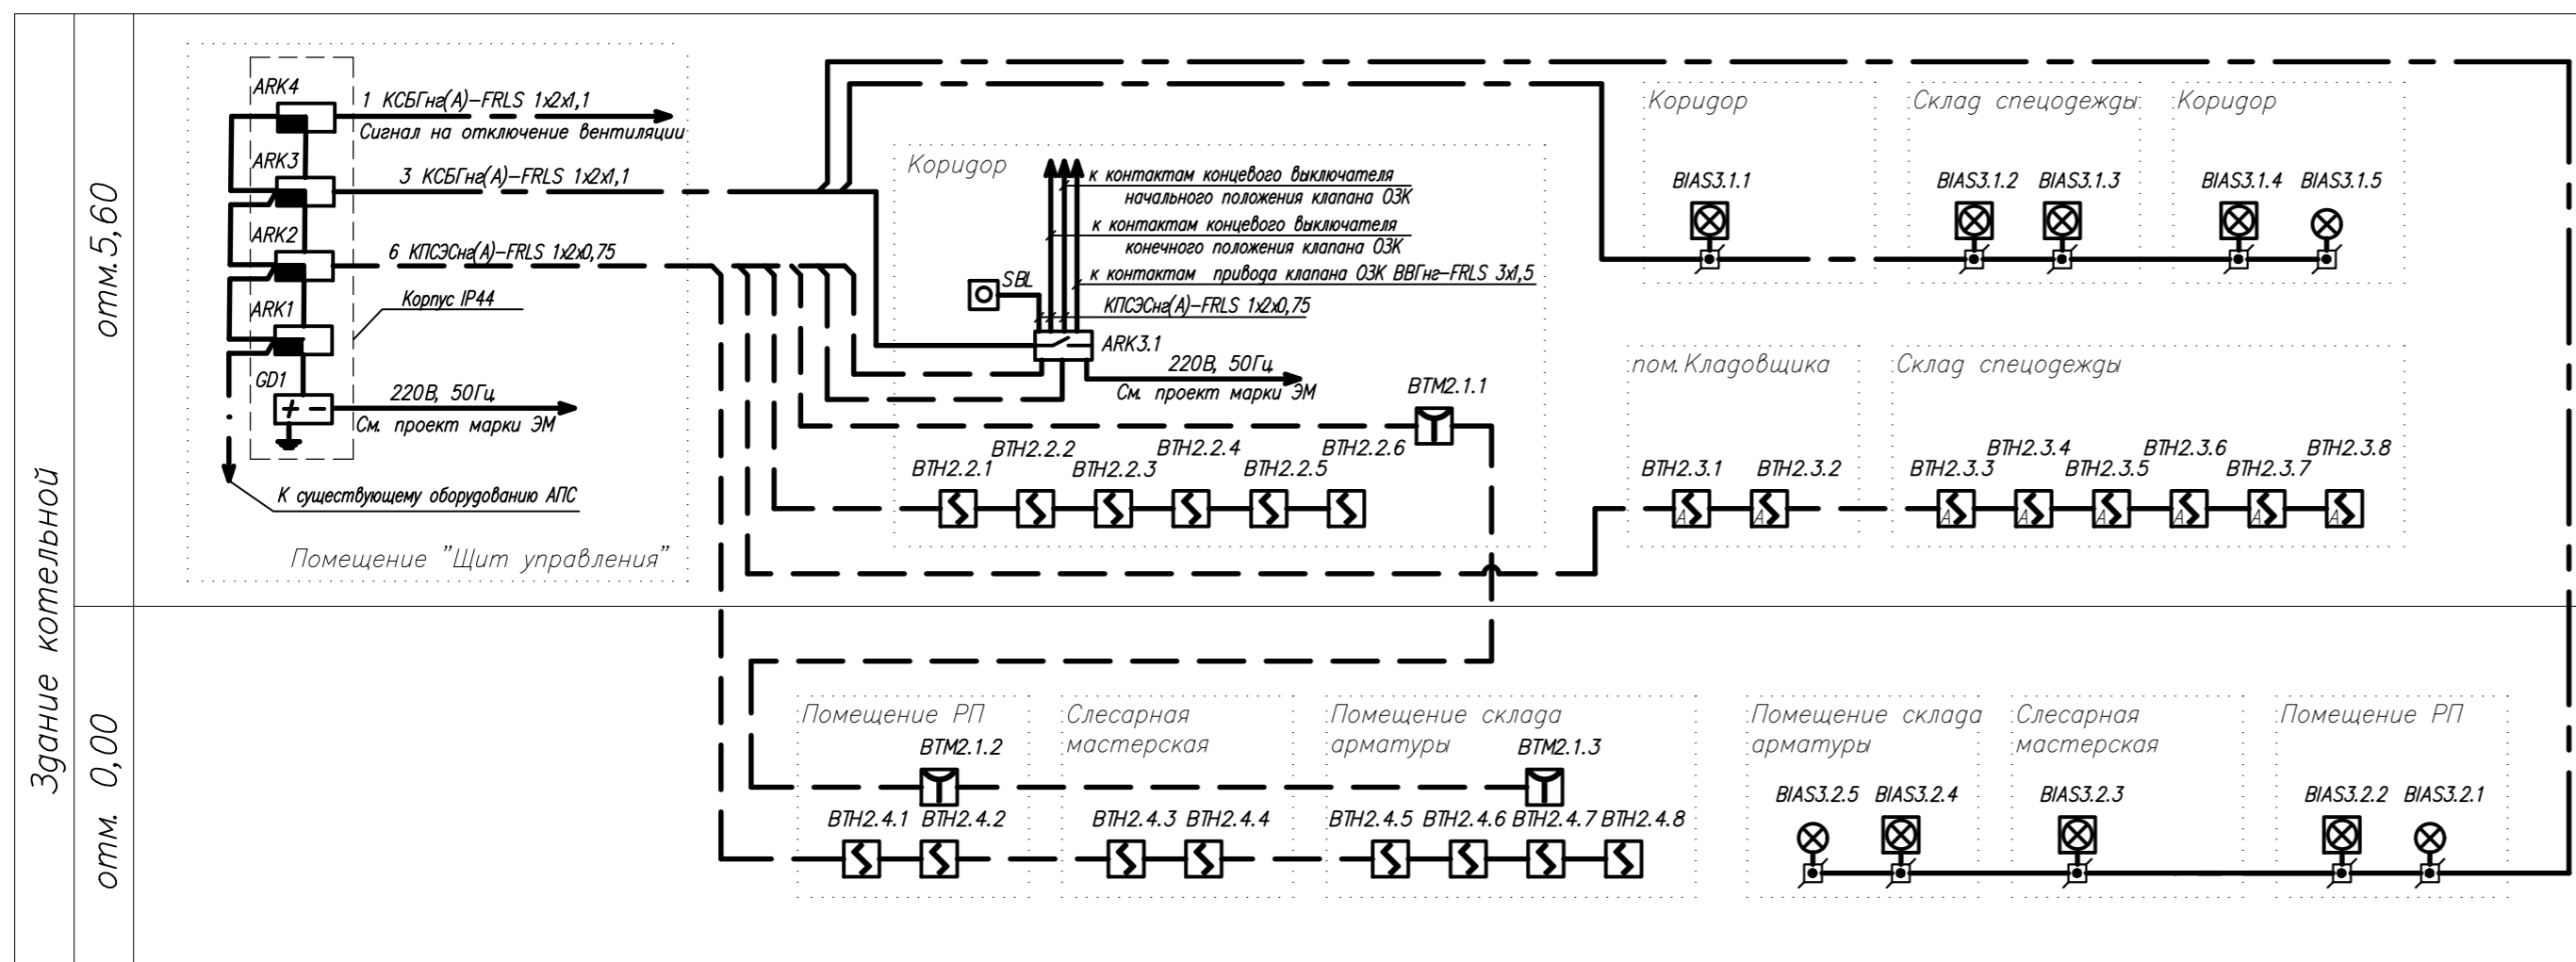 Здание котельной
отм.5,60
отм. 0,00
ARK4
1 КСБГнг(А)-FRLS 1x2x1,1
Сигнал на отключение вентиляции
ARK3
3 КСБГнг(А)-FRLS 1x2x1,1
ARK2
6 КПСЭСнг(А)-FRLS 1x2x0,75
Корпус IP44
ARK1
GD1
220В, 50Гц
См. проект марки ЭМ
К существующему оборудованию АПС
Помещение "Щит управления"
Коридор
к контактам концевого выключателя
начального положения клапана ОЗК
к контактам концевого выключателя
конечного положения клапана ОЗК
к контактам привода клапана ОЗК ВВГнг-FRLS 3x1,5
SBL
КПСЭСнг(А)-FRLS 1x2x0,75
ARK3.1
220В, 50Гц
См. проект марки ЭМ
BTM2.1.1
BTH2.2.1
BTH2.2.2
BTH2.2.3
BTH2.2.4
BTH2.2.5
BTH2.2.6
Коридор
BIAS3.1.1
Склад спецодежды
BIAS3.1.2
BIAS3.1.3
Коридор
BIAS3.1.4
BIAS3.1.5
пом.Кладовщика
BTH2.3.1
BTH2.3.2
A
A
Склад спецодежды
BTH2.3.3
BTH2.3.4
BTH2.3.5
BTH2.3.6
BTH2.3.7
BTH2.3.8
A
A
A
A
A
A
Помещение РП
BTM2.1.2
BTH2.4.1
BTH2.4.2
Слесарная
мастерская
BTH2.4.3
BTH2.4.4
Помещение склада
арматуры
BTM2.1.3
BTH2.4.5
BTH2.4.6
BTH2.4.7
BTH2.4.8
Помещение склада
арматуры
BIAS3.2.5
BIAS3.2.4
Слесарная
мастерская
BIAS3.2.3
Помещение РП
BIAS3.2.2
BIAS3.2.1